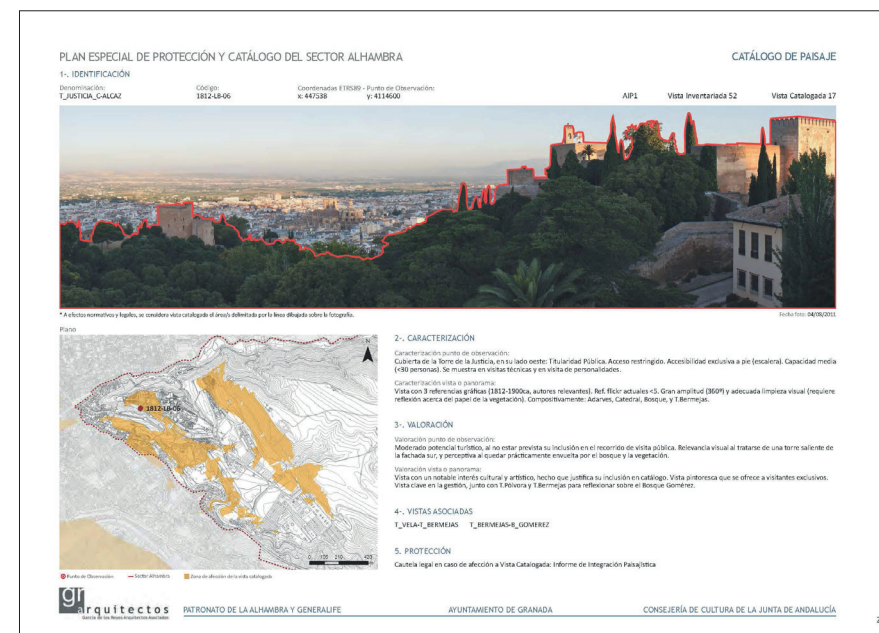 PLAN ESPECIAL DE PROTECCIÓN Y CATÁLOGO DEL SECTOR ALHAMBRA
CATÁLOGO DE PAISAJE
1-. IDENTIFICACIÓN
Denominación:
T_JUSTICIA_C-ALCAZ
Código:
1812-LB-06
Coordenadas ETRS89 - Punto de Observación:
x: 447538 y: 4114600
AIP1 Vista Inventariada 52 Vista Catalogada 17
* A efectos normativos y legales, se considera vista catalogada el área/s delimitada por la línea dibujada sobre la fotografía.
Fecha foto: 04/08/2011
Plano
N
1812-LB-06
0 105 210 420
Punto de Observación Sector Alhambra Zona de afección de la vista catalogada
2-. CARACTERIZACIÓN
Caracterización punto de observación:
Cubierta de la Torre de la Justicia, en su lado oeste: Titularidad Pública. Acceso restringido. Accesibilidad exclusiva a pie (escalera). Capacidad media
(<30 personas). Se muestra en visitas técnicas y en visita de personalidades.
Caracterización vista o panorama:
Vista con 3 referencias gráficas (1812-1900ca, autores relevantes). Ref. flickr actuales <5. Gran amplitud (360º) y adecuada limpieza visual (requiere
reflexión acerca del papel de la vegetación). Compositivamente: Adarves, Catedral, Bosque, y T.Bermejas.
3-. VALORACIÓN
Valoración punto de observación:
Moderado potencial turístico, al no estar prevista su inclusión en el recorrido de visita pública. Relevancia visual al tratarse de una torre saliente de
la fachada sur, y perceptiva al quedar prácticamente envuelta por el bosque y la vegetación.
Valoración vista o panorama:
Vista con un notable interés cultural y artístico, hecho que justifica su inclusión en catálogo. Vista pintoresca que se ofrece a visitantes exclusivos.
Vista clave en la gestión, junto con T.Pólvora y T.Bermejas para reflexionar sobre el Bosque Gomérez.
4-. VISTAS ASOCIADAS
T_VELA-T_BERMEJAS T_BERMEJAS-B_GOMEREZ
5. PROTECCIÓN
Cautela legal en caso de afección a Vista Catalogada: Informe de Integración Paisajística
gr arquitectos
García de los Reyes Arquitectos Asociados
PATRONATO DE LA ALHAMBRA Y GENERALIFE
AYUNTAMIENTO DE GRANADA
CONSEJERÍA DE CULTURA DE LA JUNTA DE ANDALUCÍA